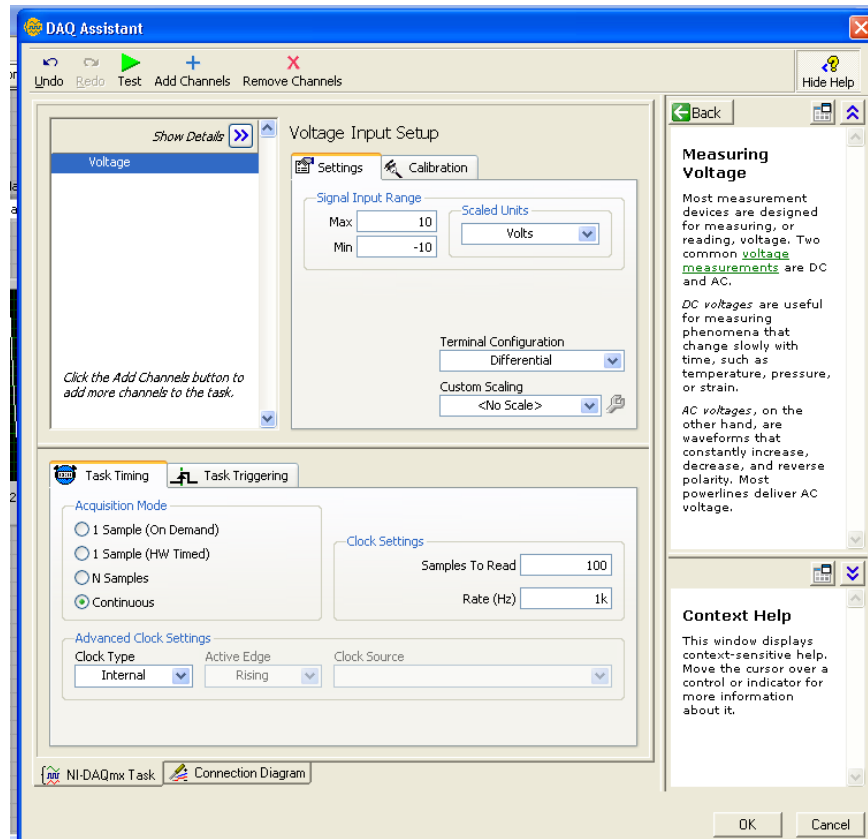 DAQ Assistant
Undo
Redo
Test
Add Channels
Remove Channels
Hide Help
Show Details
Voltage
Click the Add Channels button to
add more channels to the task.
Voltage Input Setup
Settings
Calibration
Signal Input Range
Max 10
Min -10
Scaled Units
Volts
Terminal Configuration
Differential
Custom Scaling
<No Scale>
Task Timing
Task Triggering
Acquisition Mode
1 Sample (On Demand)
1 Sample (HW Timed)
N Samples
Continuous
Clock Settings
Samples To Read 100
Rate (Hz) 1k
Advanced Clock Settings
Clock Type
Internal
Active Edge
Rising
Clock Source
NI-DAQmx Task
Connection Diagram
Back
Measuring
Voltage
Most measurement
devices are designed
for measuring, or
reading, voltage. Two
common voltage
measurements are DC
and AC.
DC voltages are useful
for measuring
phenomena that
change slowly with
time, such as
temperature, pressure,
or strain.
AC voltages, on the
other hand, are
waveforms that
constantly increase,
decrease, and reverse
polarity. Most
powerlines deliver AC
voltage.
Context Help
This window displays
context-sensitive help.
Move the cursor over a
control or indicator for
more information
about it.
OK
Cancel